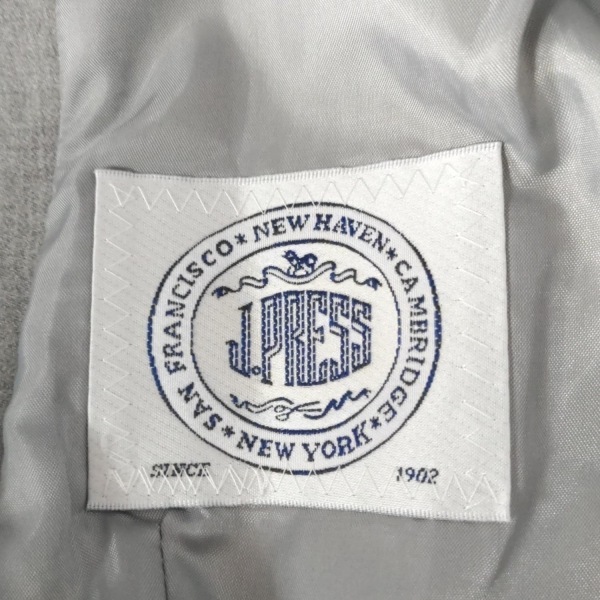 SAN FRANCISCO * NEW HAVEN * CAMBRIDGE * NEW YORK *
J.PRESS
SINCE 1902